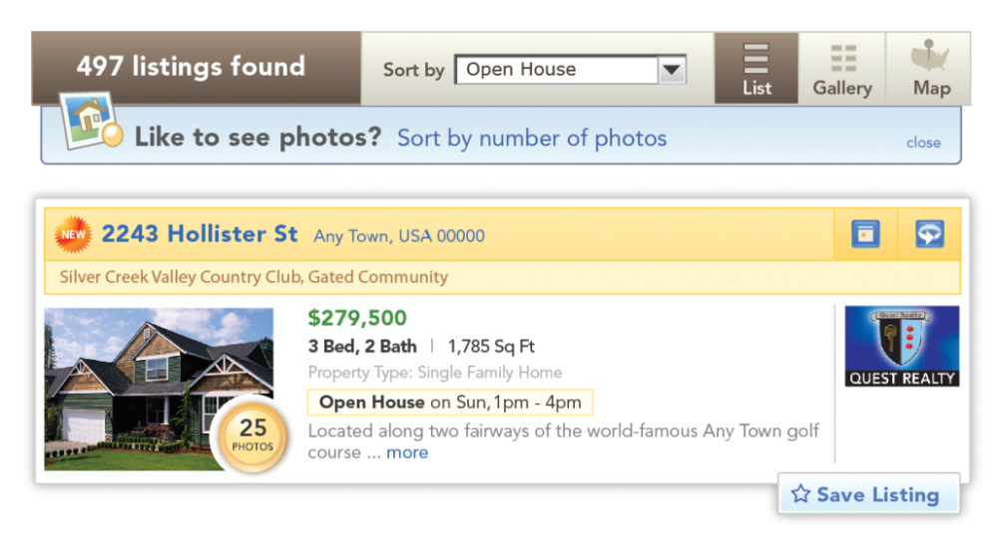 497 listings found
Sort by Open House
List
Gallery
Map
Like to see photos? Sort by number of photos
close
NEW 2243 Hollister St Any Town, USA 00000
Silver Creek Valley Country Club, Gated Community
$279,500
3 Bed, 2 Bath | 1,785 Sq Ft
Property Type: Single Family Home
Open House on Sun, 1pm - 4pm
Located along two fairways of the world-famous Any Town golf
course ... more
25
PHOTOS
Quest Realty
QUEST REALTY
Save Listing